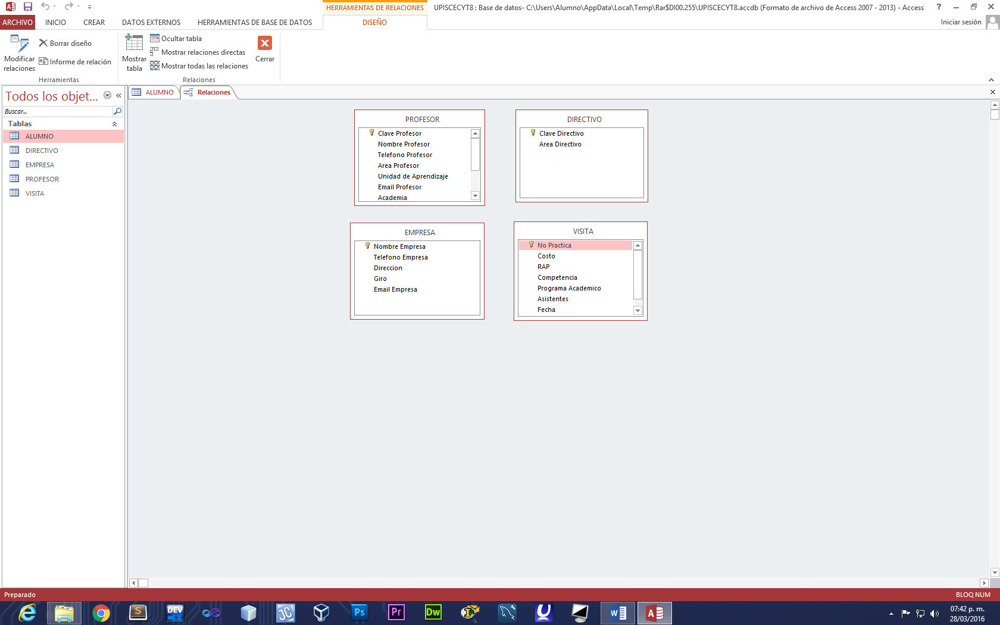 HERRAMIENTAS DE RELACIONES
UPISCECYT8 : Base de datos- C:\Users\Alumno\AppData\Local\Temp\Rar$DI00.255\UPISCECYT8.accdb (Formato de archivo de Access 2007 - 2013) - Access
?
ARCHIVO INICIO CREAR DATOS EXTERNOS HERRAMIENTAS DE BASE DE DATOS DISEÑO Iniciar sesión
Modificar relaciones
Borrar diseño
Informe de relación
Herramientas
Mostrar tabla
Ocultar tabla
Mostrar relaciones directas
Mostrar todas las relaciones
Relaciones
Cerrar
Todos los objet... «
Buscar...
Tablas
ALUMNO
DIRECTIVO
EMPRESA
PROFESOR
VISITA
ALUMNO Relaciones
PROFESOR
Clave Profesor
Nombre Profesor
Telefono Profesor
Area Profesor
Unidad de Aprendizaje
Email Profesor
Academia
DIRECTIVO
Clave Directivo
Area Directivo
EMPRESA
Nombre Empresa
Telefono Empresa
Direccion
Giro
Email Empresa
VISITA
No Practica
Costo
RAP
Competencia
Programa Academico
Asistentes
Fecha
Preparado BLOQ NUM
S
DEV
C++
JC
Ps
Pr
Dw
07:42 p. m.
28/03/2016